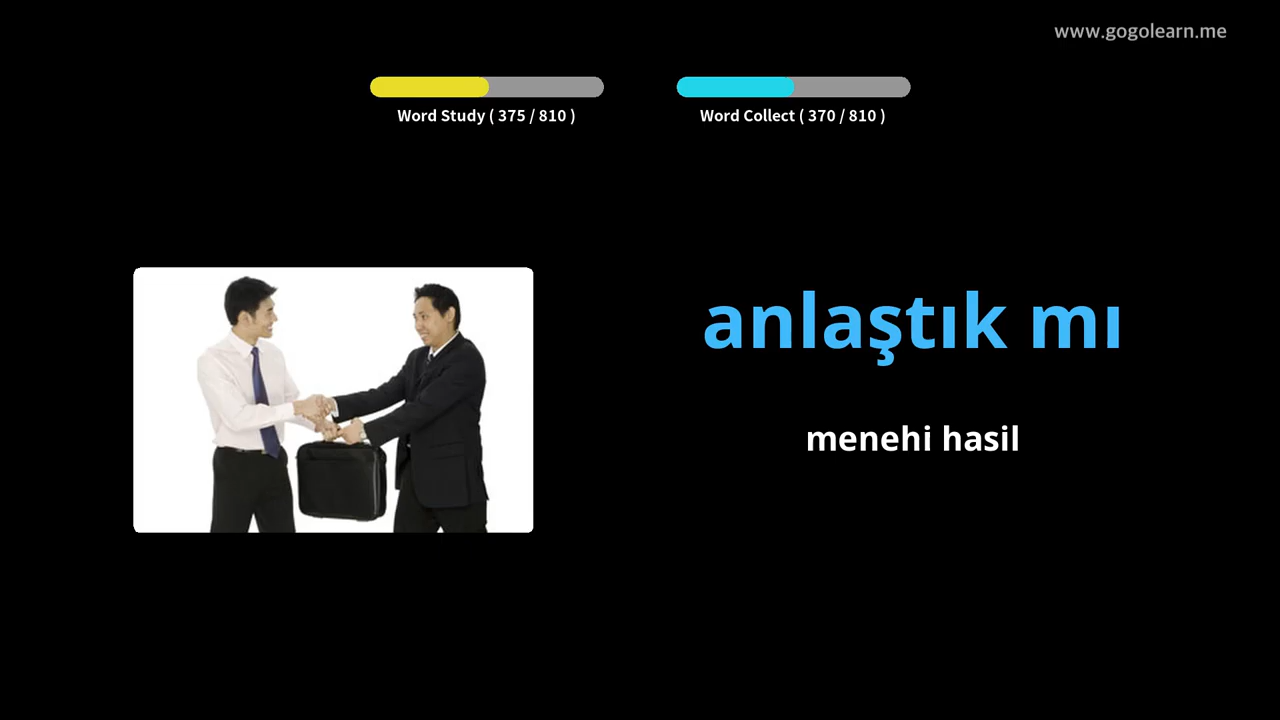 www.gogolearn.me
Word Study ( 375 / 810 )
Word Collect ( 370 / 810 )
anlaştık mı
menehi hasil